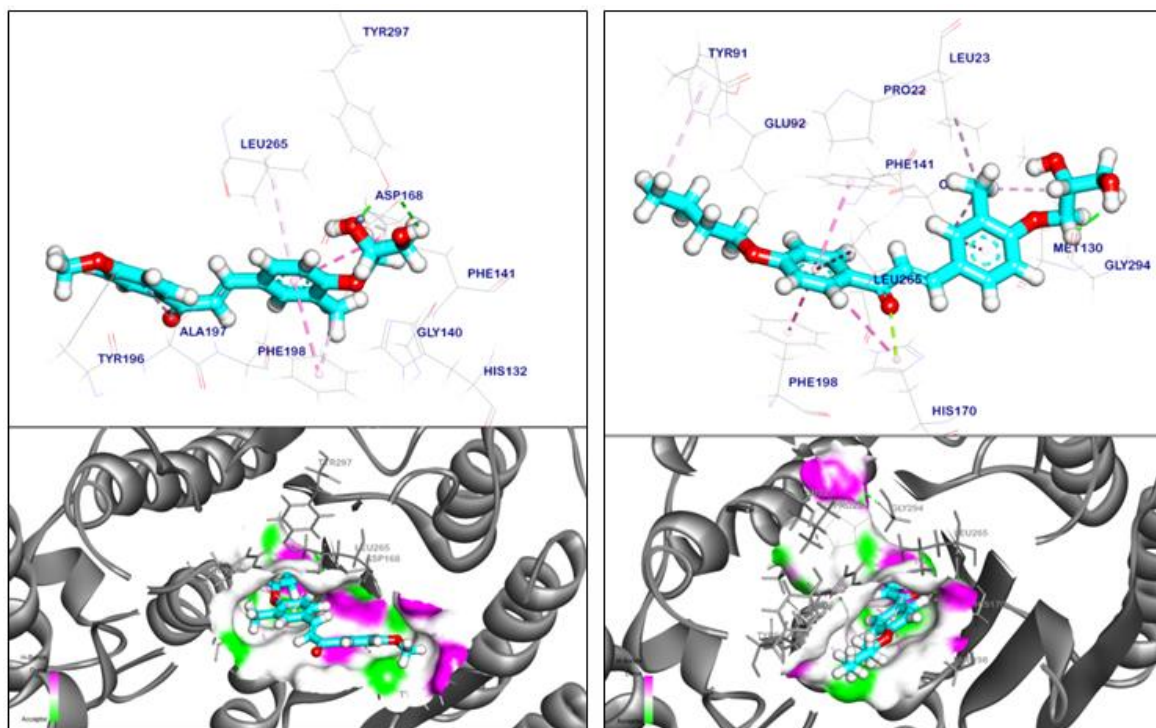 TYR297
LEU265
ASP168
PHE141
GLY140
ALA197
TYR196
PHE198
HIS132
TYR91
LEU23
PRO22
GLU92
PHE141
MET130
GLY294
LEU265
PHE198
HIS170
TYR297
LEU265
ASP168
GLY294
LEU265